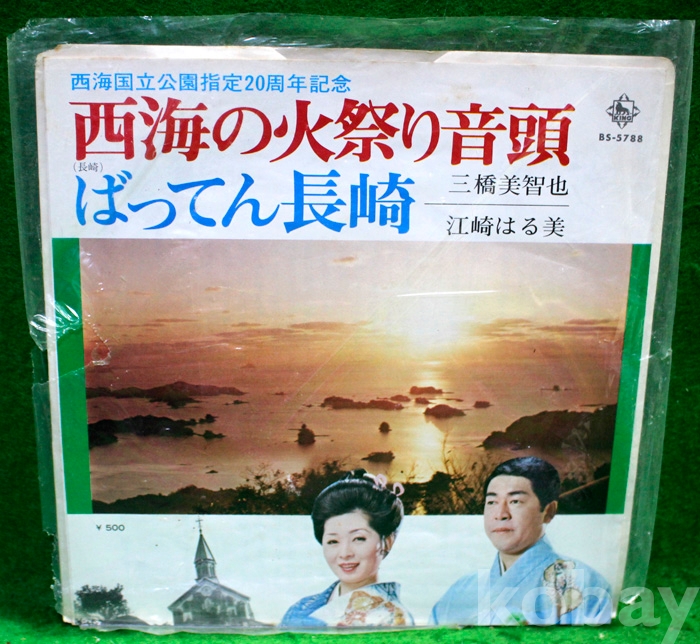 西海国立公園指定20周年記念
西海の火祭り音頭
KING
BS-5788
(長崎)
ばってん長崎
三橋美智也
江崎はる美
¥500
kobay